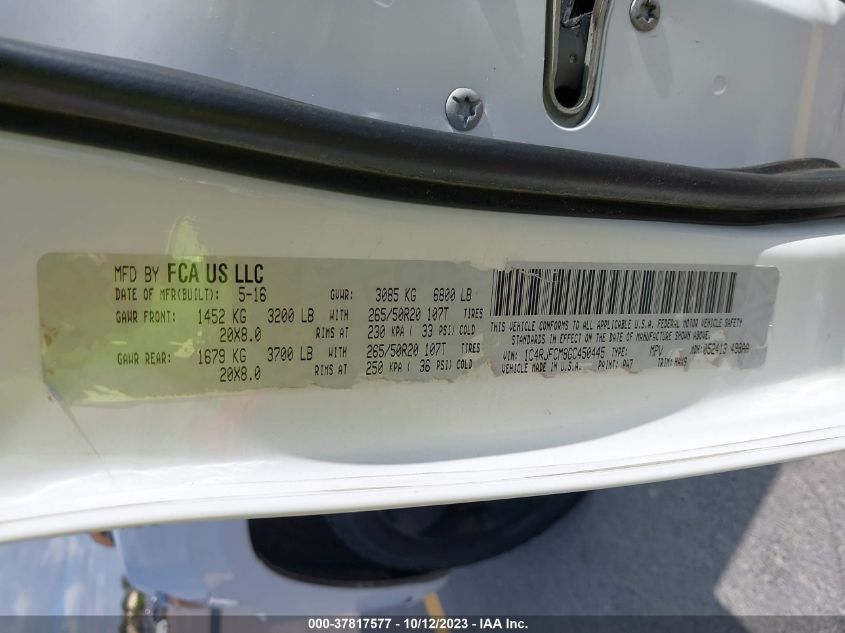 MFD BY FCA US LLC
DATE OF MFR(BUILT): 5-16 GVWR: 3085 KG 6800 LB
GAWR FRONT: 1452 KG 3200 LB WITH 265/50R20 107T TIRES
20X8.0 RIMS AT 230 KPA ( 33 PSI) COLD
GAWR REAR: 1679 KG 3700 LB WITH 265/50R20 107T TIRES
20X8.0 RIMS AT 250 KPA ( 36 PSI) COLD
THIS VEHICLE CONFORMS TO ALL APPLICABLE U.S.A. FEDERAL MOTOR VEHICLE SAFETY
STANDARDS IN EFFECT ON THE DATE OF MANUFACTURE SHOWN ABOVE.
VIN: 1C4RJFCM8GC450445 TYPE: MPV MDH: 052413 498AA
VEHICLE MADE IN U.S.A. PAINT: PW7 TRIM:
000-37817577 - 10/12/2023 - IAA Inc.